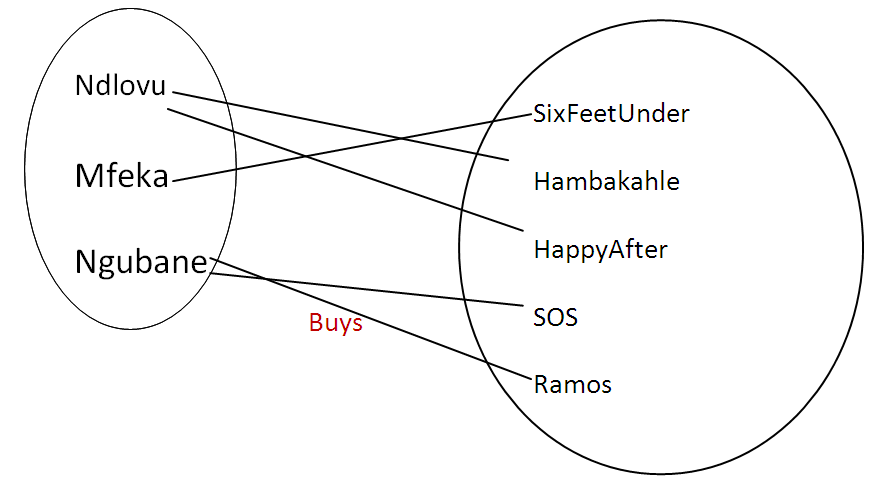 Ndlovu
Mfeka
Ngubane
Buys
SixFeetUnder
Hambakahle
HappyAfter
SOS
Ramos